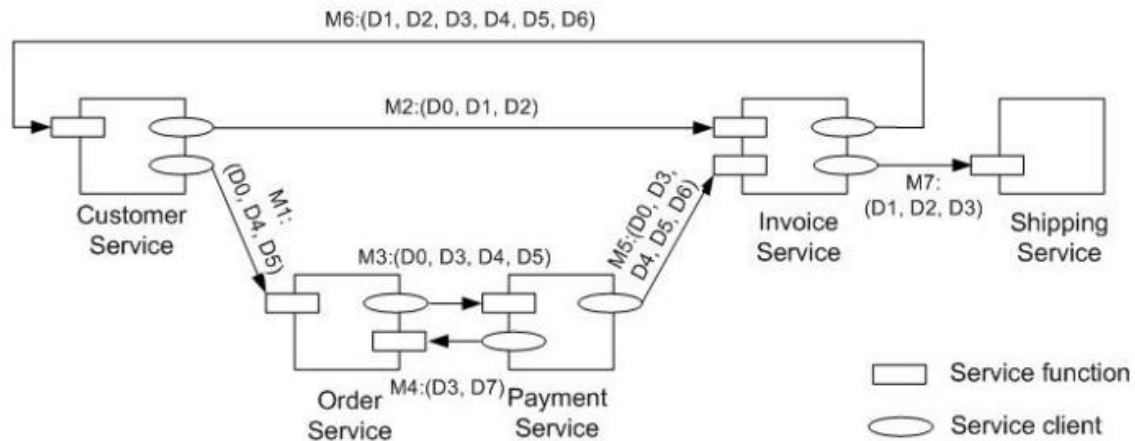 M6:(D1, D2, D3, D4, D5, D6)
M2:(D0, D1, D2)
Customer
Service
M1:
(D0, D4, D5)
M3:(D0, D3, D4, D5)
M4:(D3, D7)
Order
Service
Payment
Service
M5:(D0, D3,
D4, D5, D6)
Invoice
Service
M7:
(D1, D2, D3)
Shipping
Service
Service function
Service client